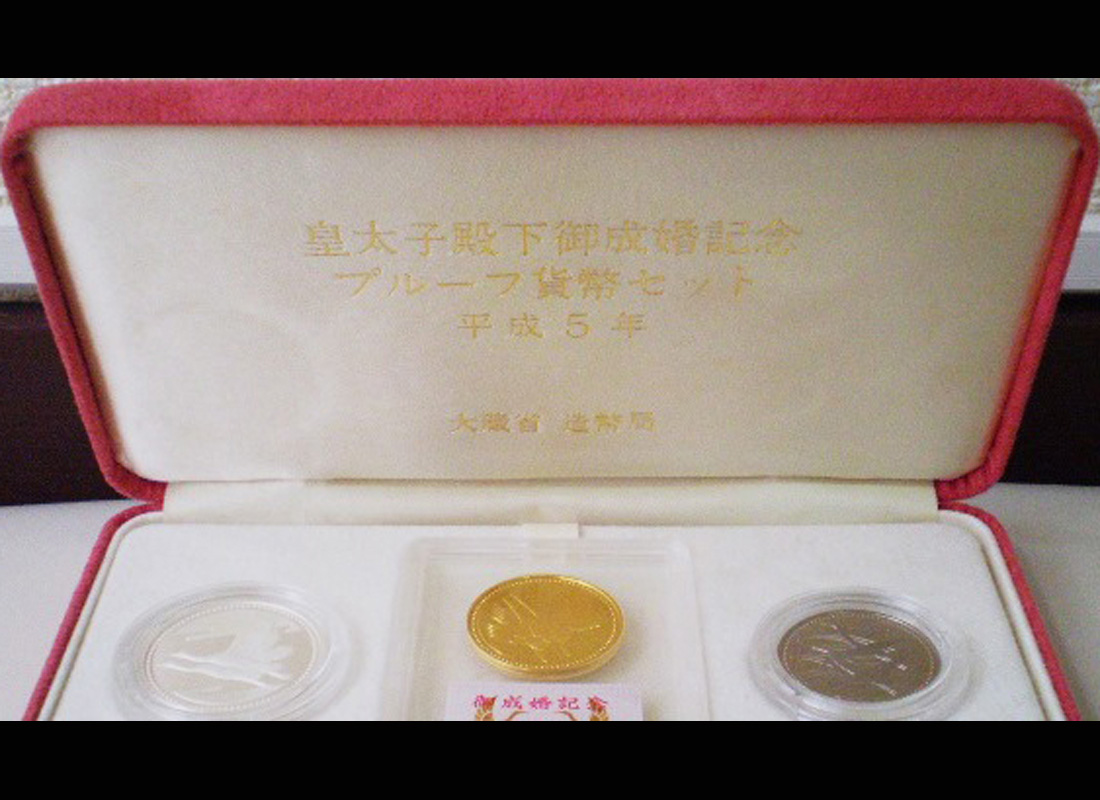 皇太子殿下御成婚記念
プルーフ貨幣セット
平成5年
大蔵省 造幣局
御成婚記念